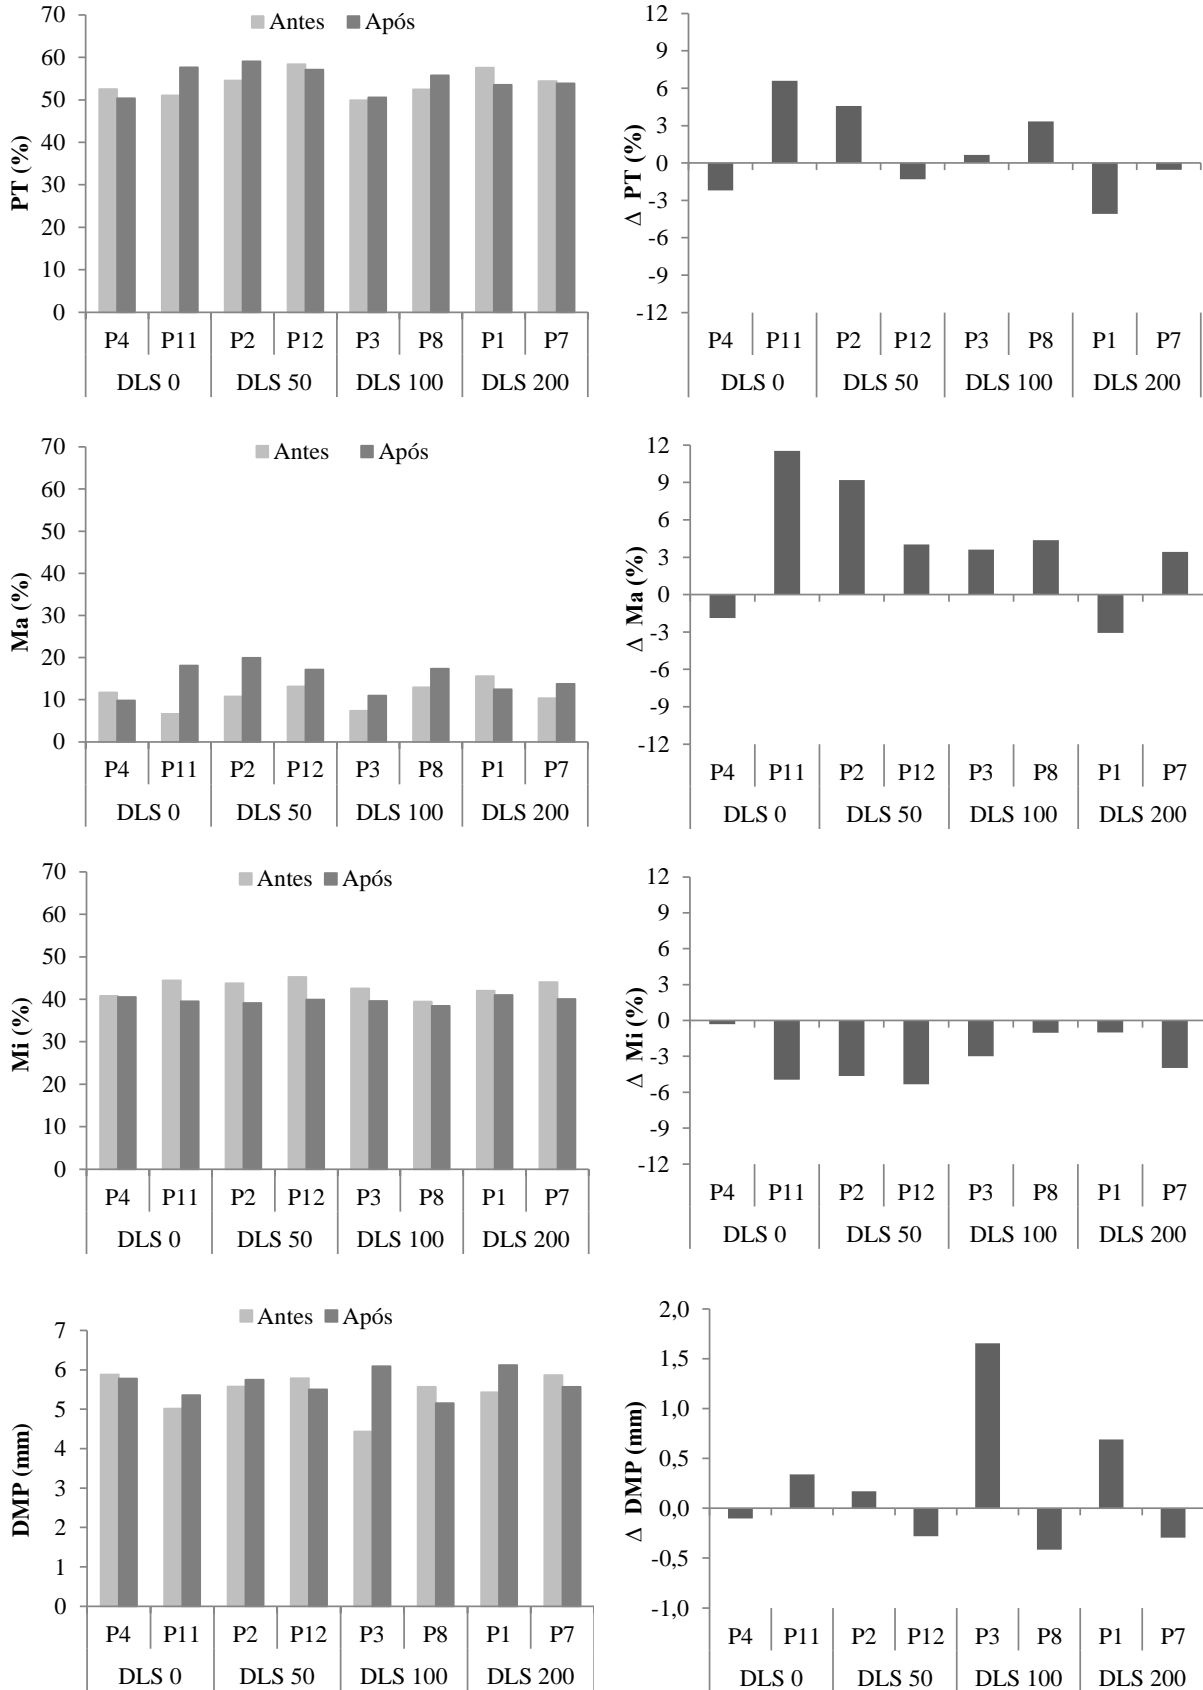 Antes Após
PT (%)
70
60
50
40
30
20
10
0
P4 P11 P2 P12 P3 P8 P1 P7
DLS 0 DLS 50 DLS 100 DLS 200
Δ PT (%)
12
9
6
3
0
-3
-6
-9
-12
P4 P11 P2 P12 P3 P8 P1 P7
DLS 0 DLS 50 DLS 100 DLS 200
Antes Após
Ma (%)
70
60
50
40
30
20
10
0
P4 P11 P2 P12 P3 P8 P1 P7
DLS 0 DLS 50 DLS 100 DLS 200
Δ Ma (%)
12
9
6
3
0
-3
-6
-9
-12
P4 P11 P2 P12 P3 P8 P1 P7
DLS 0 DLS 50 DLS 100 DLS 200
Antes Após
Mi (%)
70
60
50
40
30
20
10
0
P4 P11 P2 P12 P3 P8 P1 P7
DLS 0 DLS 50 DLS 100 DLS 200
Δ Mi (%)
12
9
6
3
0
-3
-6
-9
-12
P4 P11 P2 P12 P3 P8 P1 P7
DLS 0 DLS 50 DLS 100 DLS 200
Antes Após
DMP (mm)
7
6
5
4
3
2
1
0
P4 P11 P2 P12 P3 P8 P1 P7
DLS 0 DLS 50 DLS 100 DLS 200
Δ DMP (mm)
2,0
1,5
1,0
0,5
0,0
-0,5
-1,0
P4 P11 P2 P12 P3 P8 P1 P7
DLS 0 DLS 50 DLS 100 DLS 200